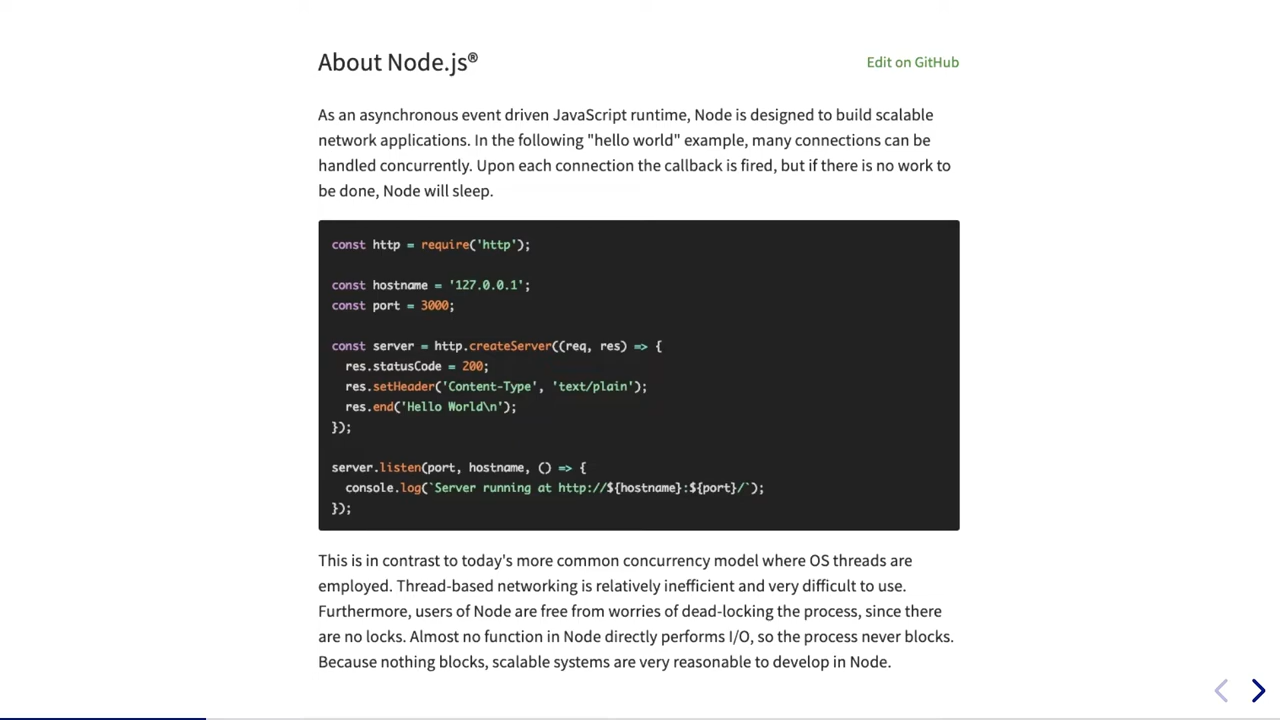 About Node.js®
Edit on GitHub
As an asynchronous event driven JavaScript runtime, Node is designed to build scalable
network applications. In the following "hello world" example, many connections can be
handled concurrently. Upon each connection the callback is fired, but if there is no work to
be done, Node will sleep.
const http = require('http');
const hostname = '127.0.0.1';
const port = 3000;
const server = http.createServer((req, res) => {
  res.statusCode = 200;
  res.setHeader('Content-Type', 'text/plain');
  res.end('Hello World\n');
});
server.listen(port, hostname, () => {
  console.log(`Server running at http://${hostname}:${port}/`);
});
This is in contrast to today's more common concurrency model where OS threads are
employed. Thread-based networking is relatively inefficient and very difficult to use.
Furthermore, users of Node are free from worries of dead-locking the process, since there
are no locks. Almost no function in Node directly performs I/O, so the process never blocks.
Because nothing blocks, scalable systems are very reasonable to develop in Node.